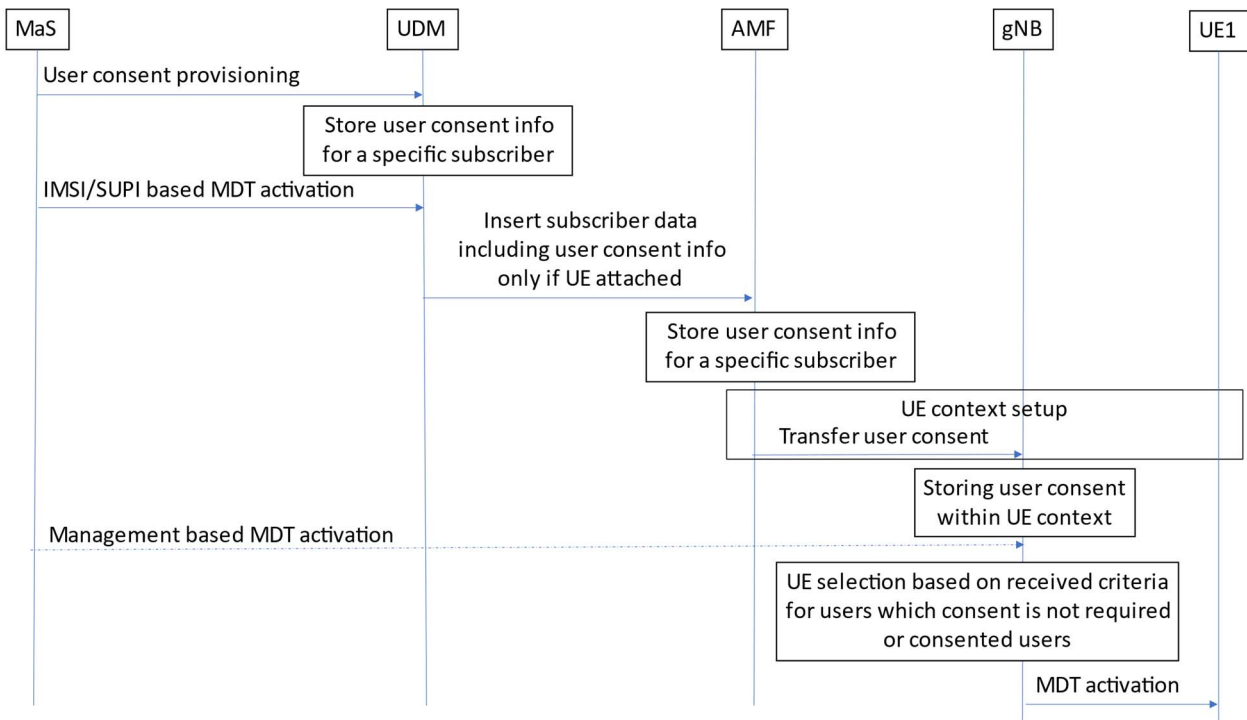 MaS
UDM
AMF
gNB
UE1
User consent provisioning
Store user consent info
for a specific subscriber
IMSI/SUPI based MDT activation
Insert subscriber data
including user consent info
only if UE attached
Store user consent info
for a specific subscriber
UE context setup
Transfer user consent
Storing user consent
within UE context
Management based MDT activation
UE selection based on received criteria
for users which consent is not required
or consented users
MDT activation